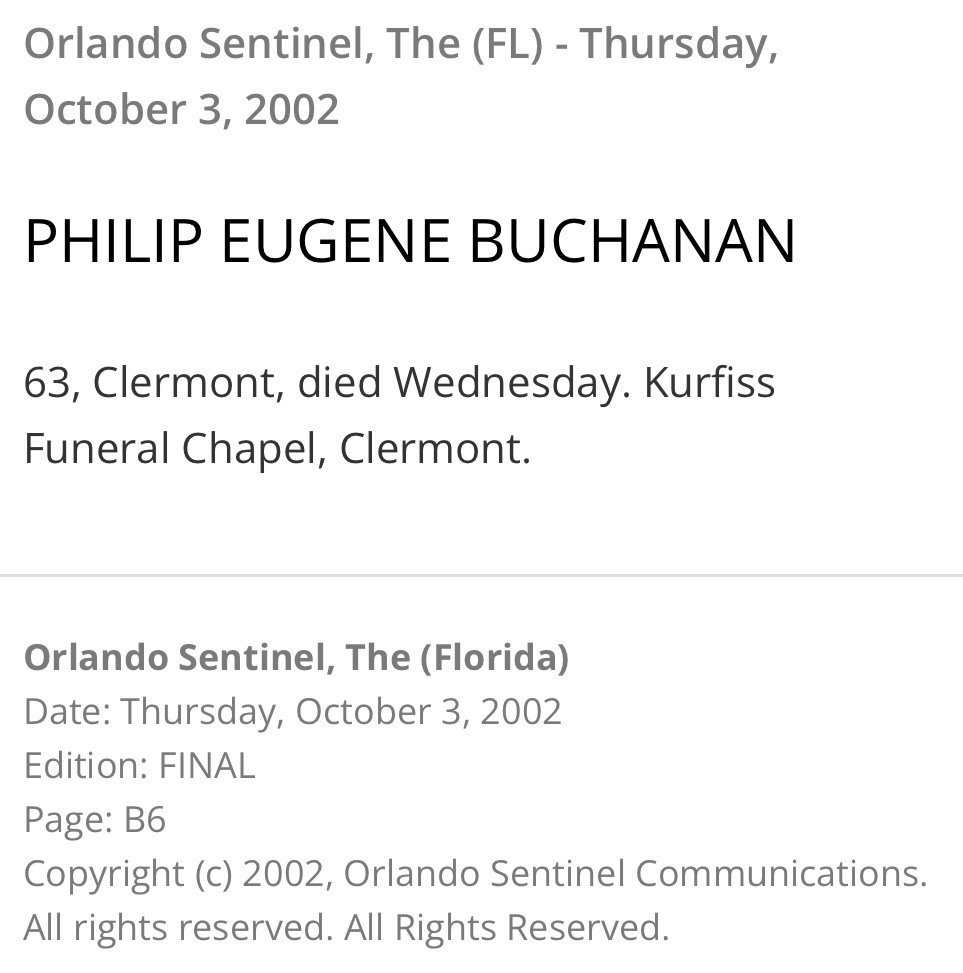 Orlando Sentinel, The (FL) - Thursday,
October 3, 2002
PHILIP EUGENE BUCHANAN
63, Clermont, died Wednesday. Kurfiss
Funeral Chapel, Clermont.
Orlando Sentinel, The (Florida)
Date: Thursday, October 3, 2002
Edition: FINAL
Page: B6
Copyright (c) 2002, Orlando Sentinel Communications.
All rights reserved. All Rights Reserved.